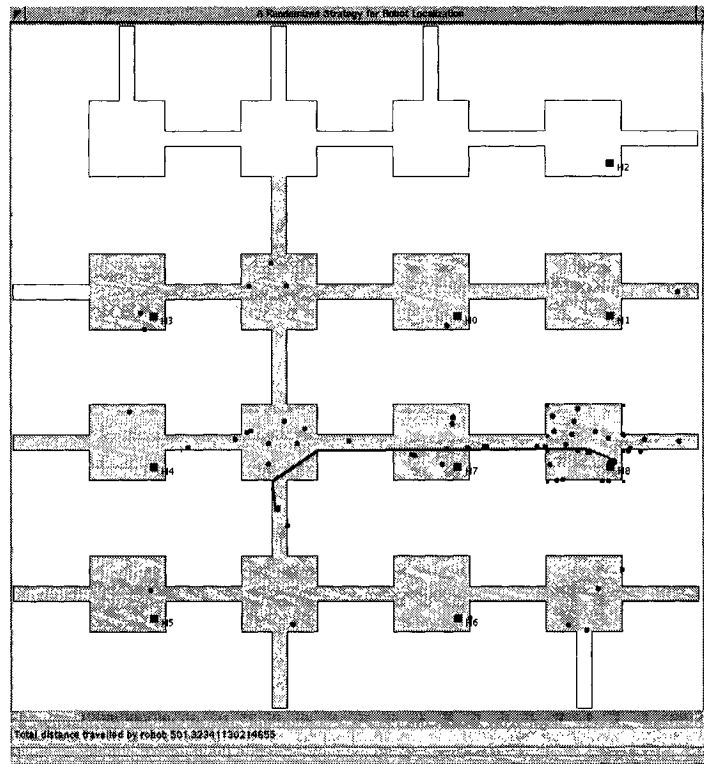 A Randomized Strategy for Robot Localization
H2
H3
H0
H1
H4
H7
H8
H5
H6
Total distance travelled by robot 501.32341130214655